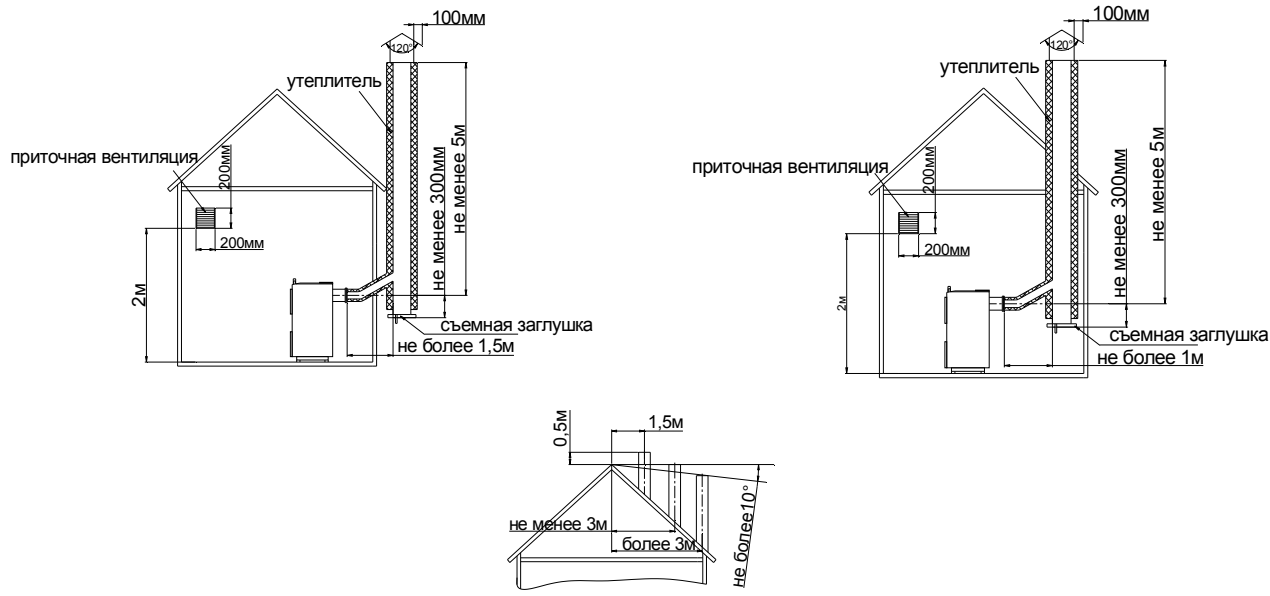 100мм
120°
утеплитель
приточная вентиляция
200мм
200мм
2м
не менее 300мм
не менее 5м
съемная заглушка
не более 1,5м
100мм
120°
утеплитель
приточная вентиляция
200мм
200мм
2м
не менее 300мм
не менее 5м
съемная заглушка
не более 1м
0,5м
1,5м
не менее 3м
более 3м
не более10°